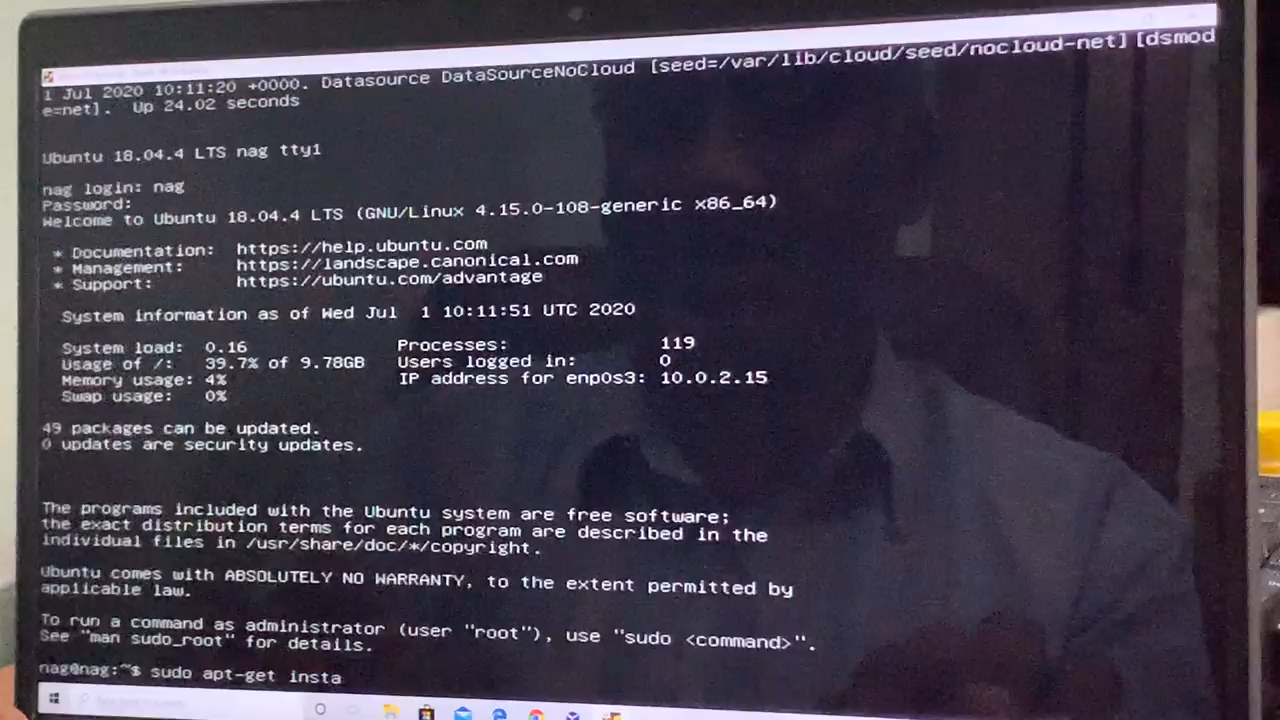 1 Jul 2020 10:11:20 +0000. Datasource DataSourceNoCloud [seed=/var/lib/cloud/seed/nocloud-net][dsmod
e=net].  Up 24.02 seconds
Ubuntu 18.04.4 LTS nag tty1
nag login: nag
Password:
Welcome to Ubuntu 18.04.4 LTS (GNU/Linux 4.15.0-108-generic x86_64)
* Documentation:  https://help.ubuntu.com
* Management:     https://landscape.canonical.com
* Support:        https://ubuntu.com/advantage
System information as of Wed Jul  1 10:11:51 UTC 2020
System load:  0.16              Processes:             119
Usage of /:   39.7% of 9.78GB   Users logged in:       0
Memory usage: 4%                IP address for enp0s3: 10.0.2.15
Swap usage:   0%
49 packages can be updated.
0 updates are security updates.
The programs included with the Ubuntu system are free software;
the exact distribution terms for each program are described in the
individual files in /usr/share/doc/*/copyright.
Ubuntu comes with ABSOLUTELY NO WARRANTY, to the extent permitted by
applicable law.
To run a command as administrator (user "root"), use "sudo <command>".
See "man sudo_root" for details.
nag@nag:~$ sudo apt-get insta